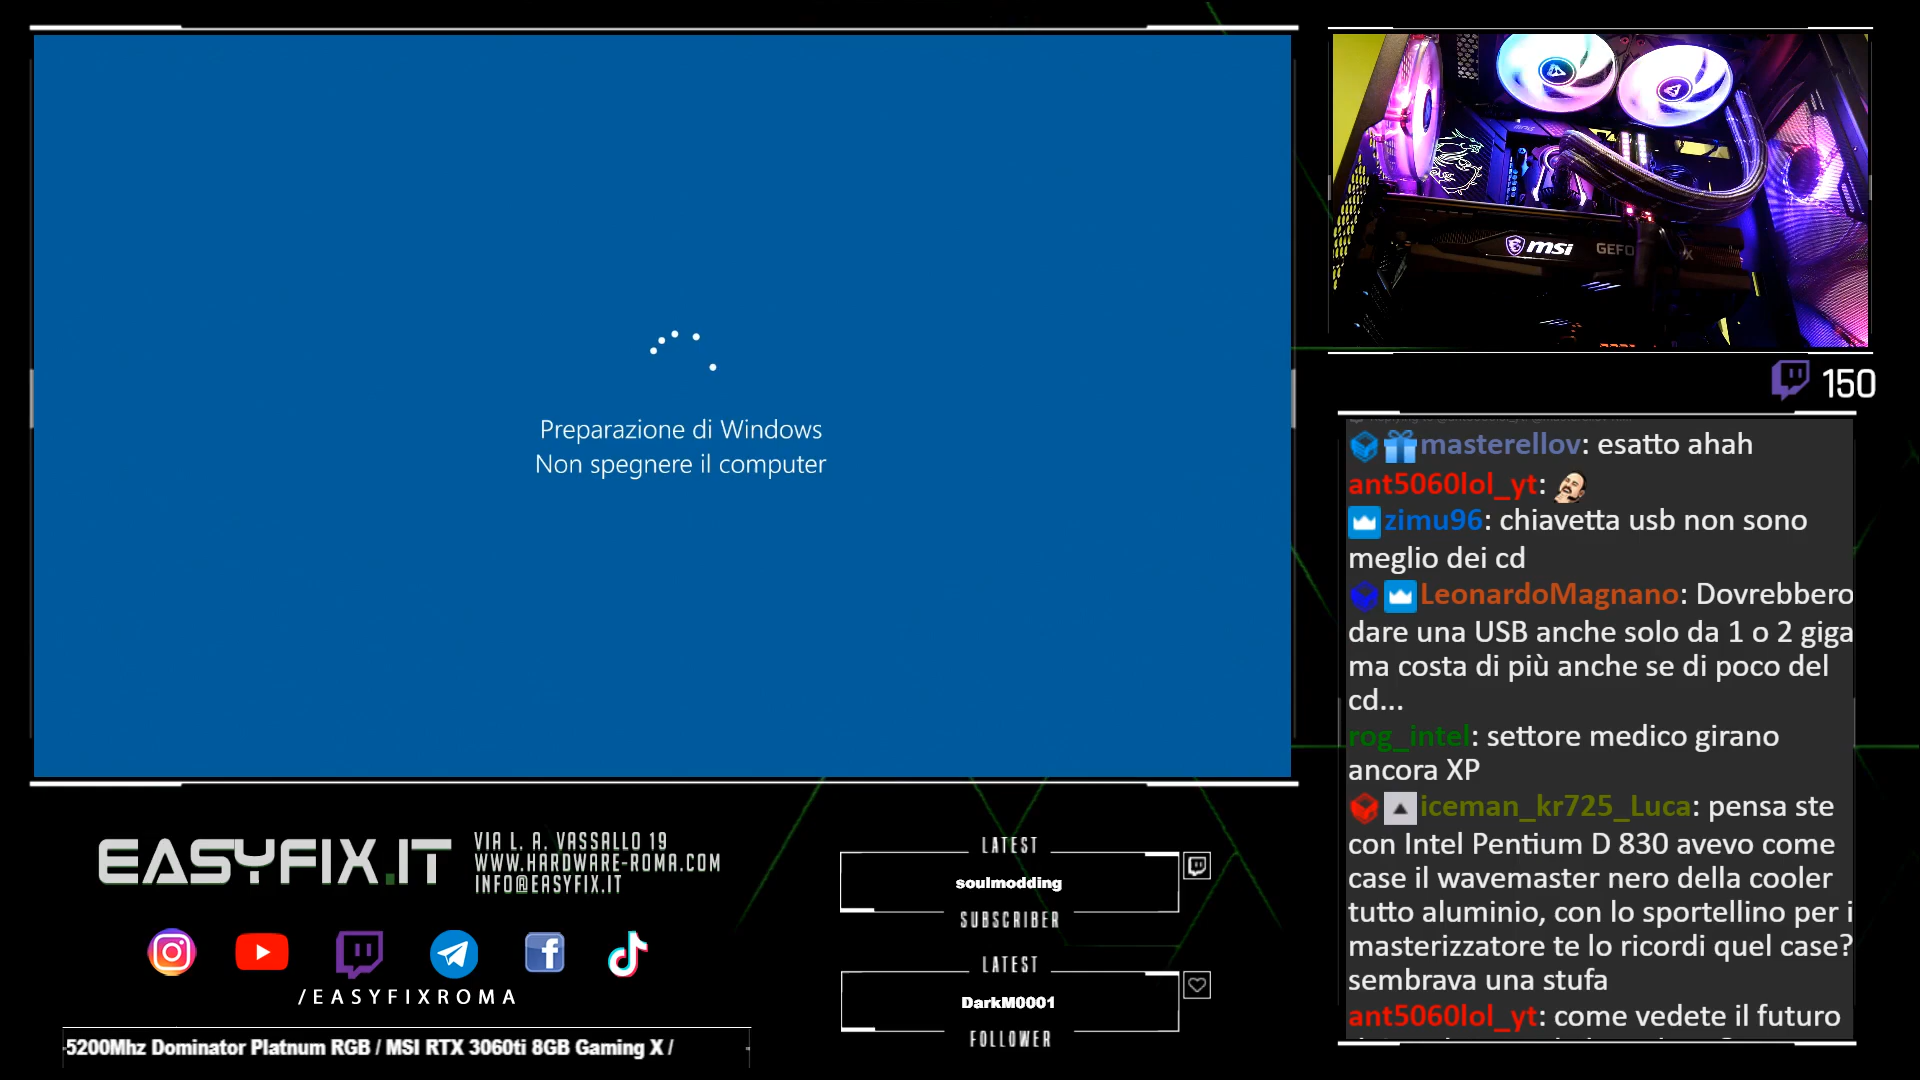 Preparazione di Windows
Non spegnere il computer
msi GEFO X
150
masterellov: esatto ahah
ant5060lol_yt:
zimu96: chiavetta usb non sono
meglio dei cd
LeonardoMagnano: Dovrebbero
dare una USB anche solo da 1 o 2 giga
ma costa di più anche se di poco del
cd...
rog_intel: settore medico girano
ancora XP
iceman_kr725_Luca: pensa ste
con Intel Pentium D 830 avevo come
case il wavemaster nero della cooler
tutto aluminio, con lo sportellino per i
masterizzatore te lo ricordi quel case?
sembrava una stufa
ant5060lol_yt: come vedete il futuro
EASYFIX.IT
VIA L. A. VASSALLO 19
WWW.HARDWARE-ROMA.COM
INFO@EASYFIX.IT
/EASYFIXROMA
5200Mhz Dominator Platnum RGB / MSI RTX 3060ti 8GB Gaming X /
LATEST
soulmodding
SUBSCRIBER
LATEST
DarkM0001
FOLLOWER